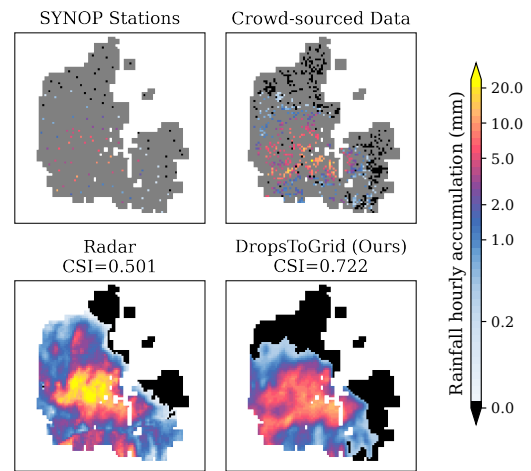 SYNOP Stations
Crowd-sourced Data
Radar
CSI=0.501
DropsToGrid (Ours)
CSI=0.722
20.0
10.0
5.0
2.0
1.0
0.2
0.0
Rainfall hourly accumulation (mm)